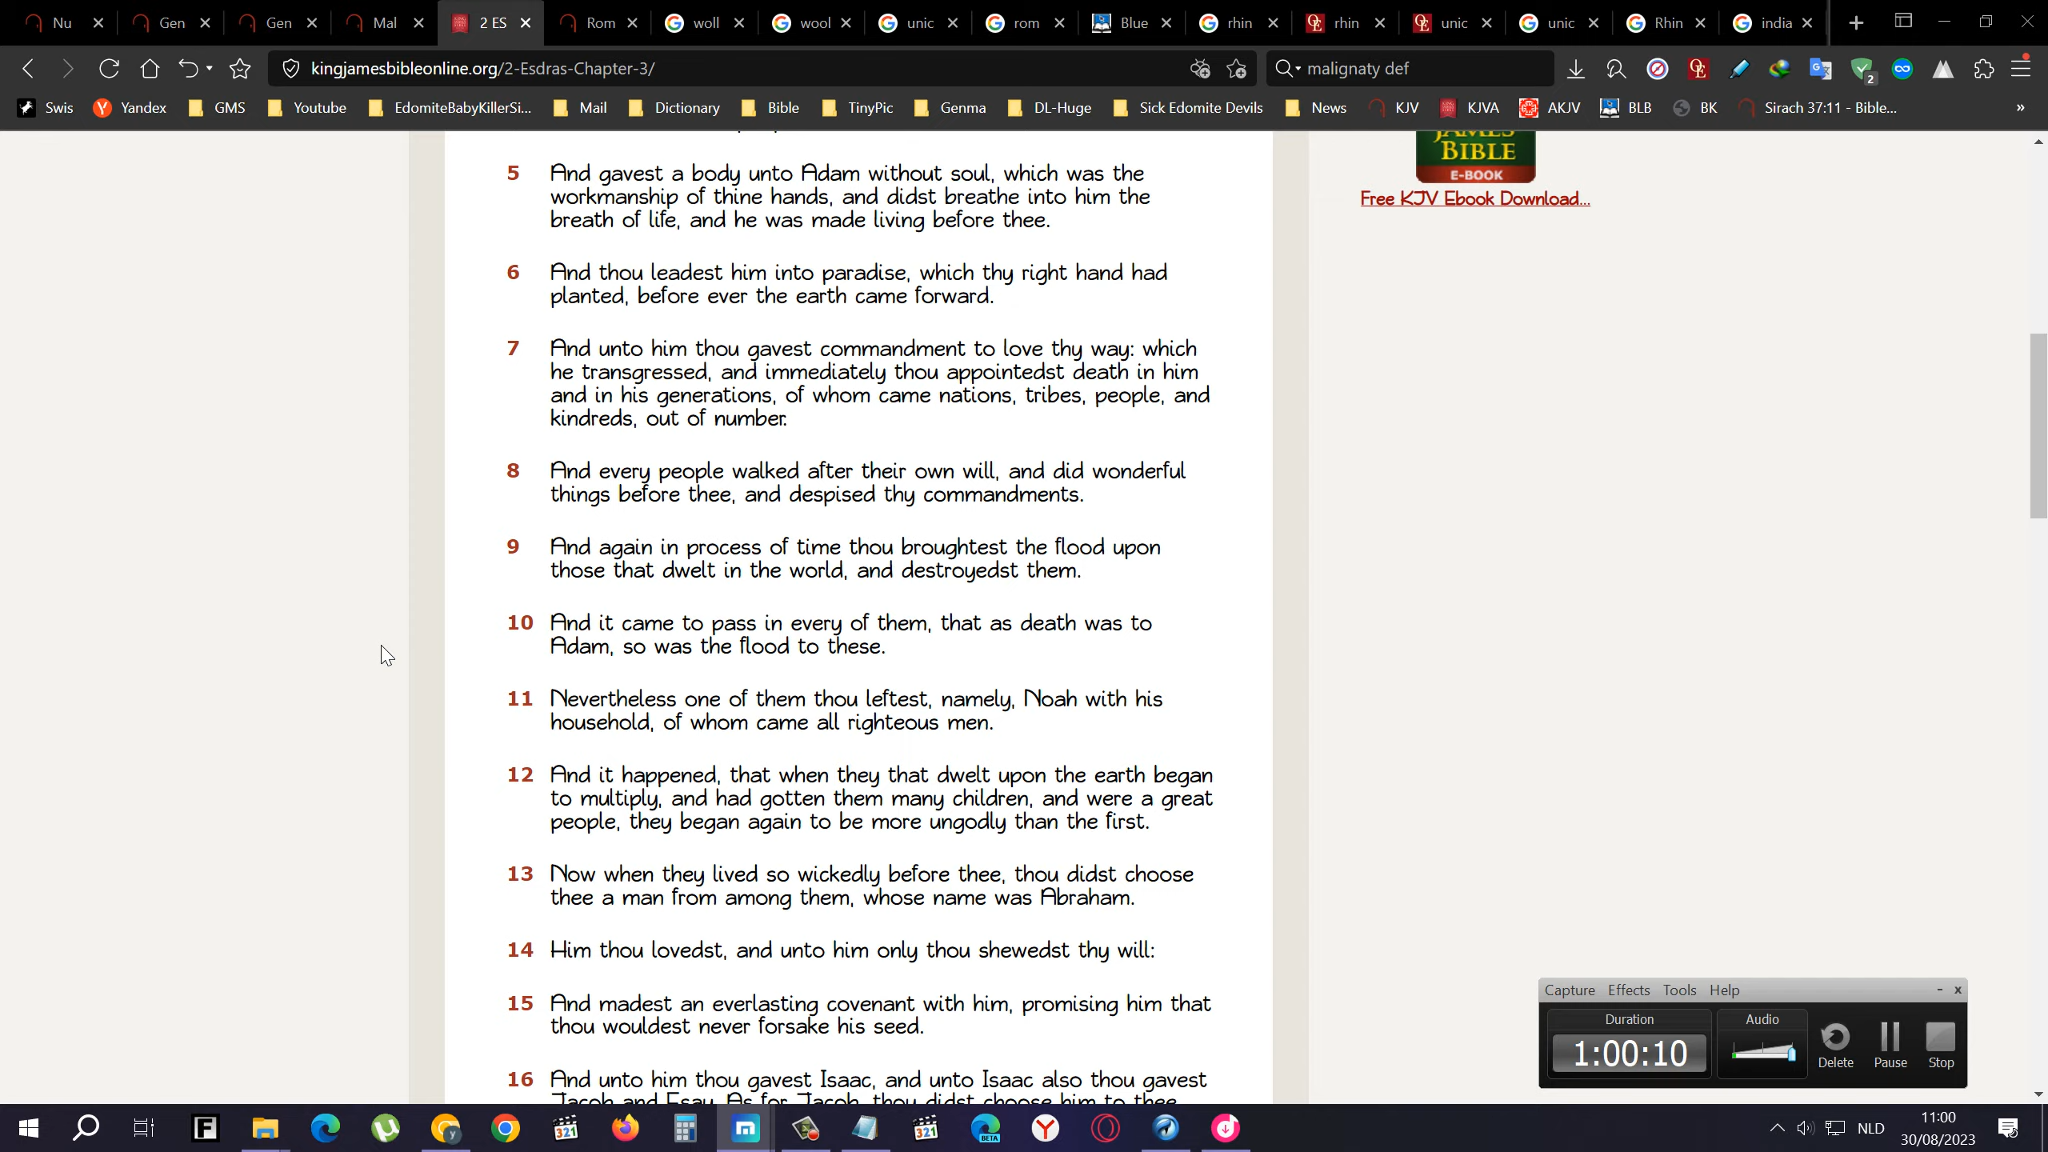 Nu
Gen
Gen
Mal
2 ES
Rom
woll
wool
unic
rom
Blue
rhin
rhin
unic
unic
Rhin
india
kingjamesbibleonline.org/2-Esdras-Chapter-3/
malignaty def
2
Swis
Yandex
GMS
Youtube
EdomiteBabyKillerSi...
Mail
Dictionary
Bible
TinyPic
Genma
DL-Huge
Sick Edomite Devils
News
KJV
KJVA
AKJV
BLB
BK
Sirach 37:11 - Bible...
»
JAMES
BIBLE
E-BOOK
Free KJV Ebook Download...
5 And gavest a body unto Adam without soul, which was the
workmanship of thine hands, and didst breathe into him the
breath of life, and he was made living before thee.
6 And thou leadest him into paradise, which thy right hand had
planted, before ever the earth came forward.
7 And unto him thou gavest commandment to love thy way: which
he transgressed, and immediately thou appointedst death in him
and in his generations, of whom came nations, tribes, people, and
kindreds, out of number.
8 And every people walked after their own will, and did wonderful
things before thee, and despised thy commandments.
9 And again in process of time thou broughtest the flood upon
those that dwelt in the world, and destroyedst them.
10 And it came to pass in every of them, that as death was to
Adam, so was the flood to these.
11 Nevertheless one of them thou leftest, namely, Noah with his
household, of whom came all righteous men.
12 And it happened, that when they that dwelt upon the earth began
to multiply, and had gotten them many children, and were a great
people, they began again to be more ungodly than the first.
13 Now when they lived so wickedly before thee, thou didst choose
thee a man from among them, whose name was Abraham.
14 Him thou lovedst, and unto him only thou shewedst thy will:
15 And madest an everlasting covenant with him, promising him that
thou wouldest never forsake his seed.
16 And unto him thou gavest Isaac, and unto Isaac also thou gavest
Jacob and Esau. As for Jacob, thou didst choose him to thee,
Capture Effects Tools Help
Duration
1:00:10
Audio
Delete
Pause
Stop
NLD
11:00
30/08/2023